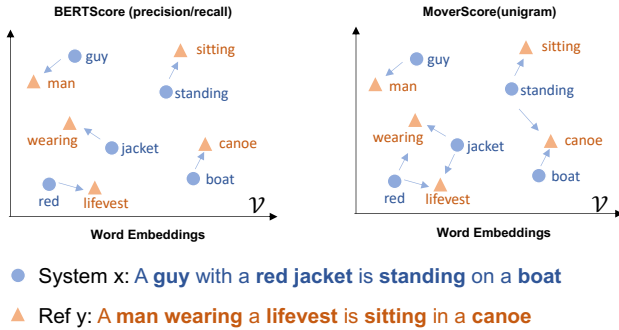 BERTScore (precision/recall)
guy
man
sitting
standing
wearing
jacket
canoe
boat
red
lifevest
𝒱
Word Embeddings
MoverScore(unigram)
guy
man
sitting
standing
wearing
jacket
canoe
boat
red
lifevest
𝒱
Word Embeddings
System x: A guy with a red jacket is standing on a boat
Ref y: A man wearing a lifevest is sitting in a canoe